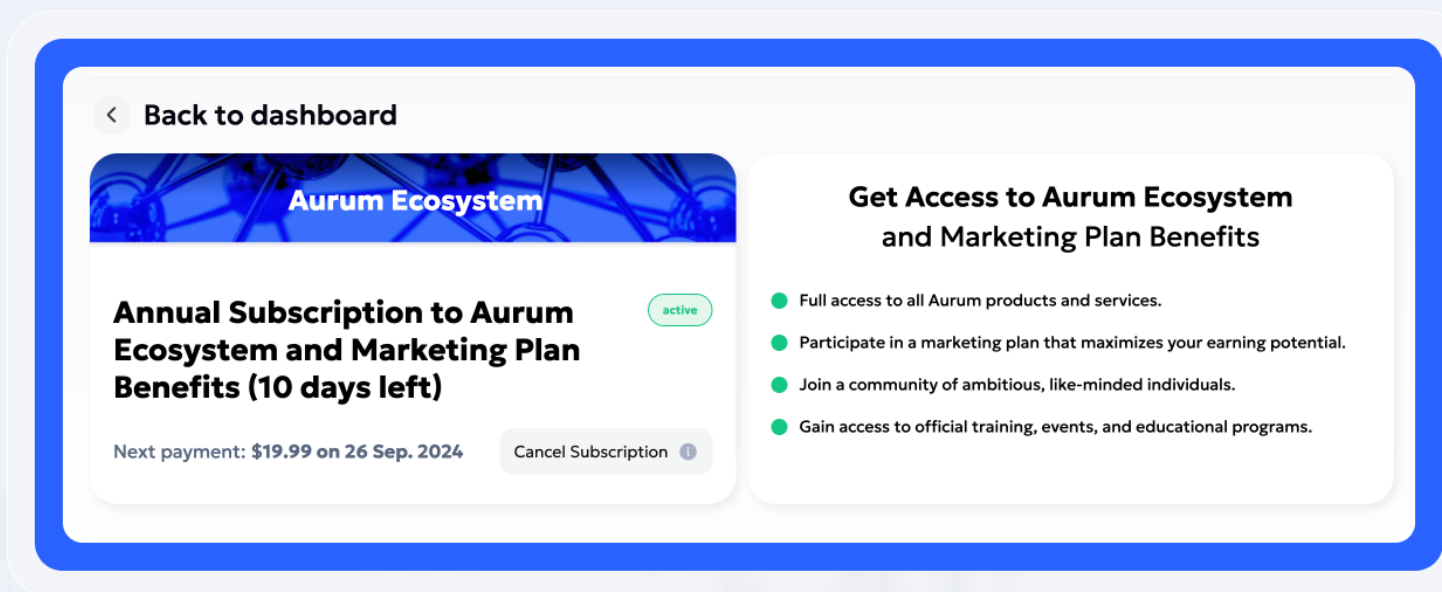 Back to dashboard
Aurum Ecosystem
Annual Subscription to Aurum
Ecosystem and Marketing Plan
Benefits (10 days left)
active
Next payment: $19.99 on 26 Sep. 2024
Cancel Subscription
Get Access to Aurum Ecosystem
and Marketing Plan Benefits
Full access to all Aurum products and services.
Participate in a marketing plan that maximizes your earning potential.
Join a community of ambitious, like-minded individuals.
Gain access to official training, events, and educational programs.